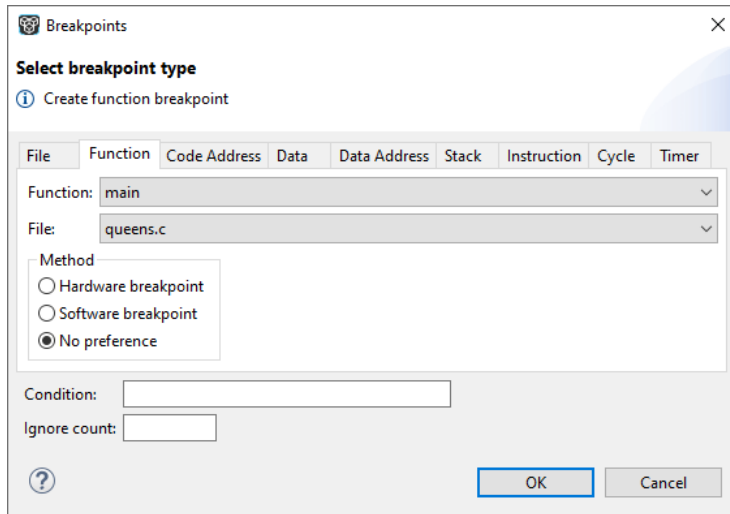 Breakpoints
Select breakpoint type
Create function breakpoint
File Function Code Address Data Data Address Stack Instruction Cycle Timer
Function: main
File: queens.c
Method
Hardware breakpoint
Software breakpoint
No preference
Condition:
Ignore count:
? OK Cancel